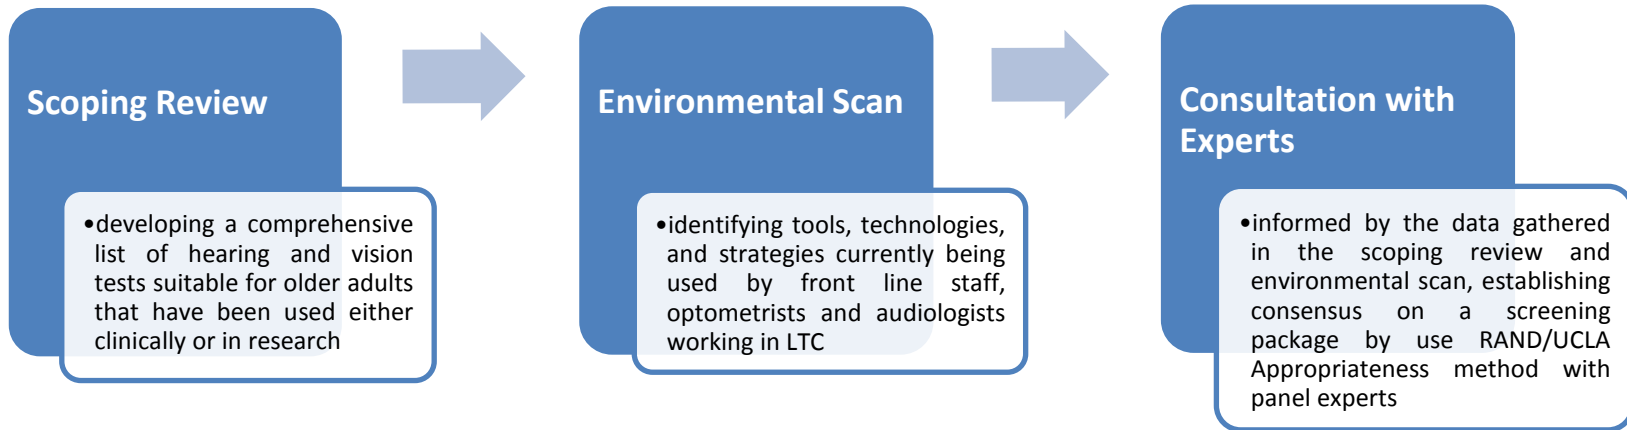 Scoping Review
•developing a comprehensive
list of hearing and vision
tests suitable for older adults
that have been used either
clinically or in research
Environmental Scan
•identifying tools, technologies,
and strategies currently being
used by front line staff,
optometrists and audiologists
working in LTC
Consultation with
Experts
•informed by the data gathered
in the scoping review and
environmental scan, establishing
consensus on a screening
package by use RAND/UCLA
Appropriateness method with
panel experts